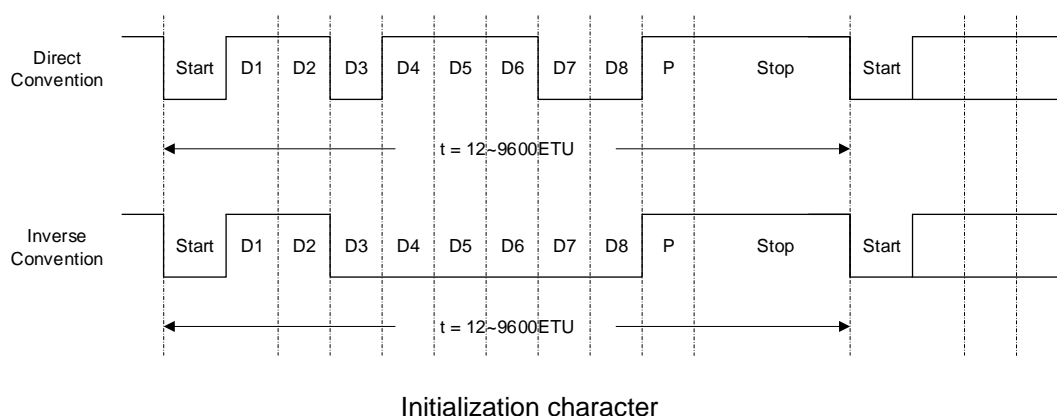 Direct
Convention
Start D1 D2 D3 D4 D5 D6 D7 D8 P Stop Start
t = 12~9600ETU
Inverse
Convention
Start D1 D2 D3 D4 D5 D6 D7 D8 P Stop Start
t = 12~9600ETU
Initialization character